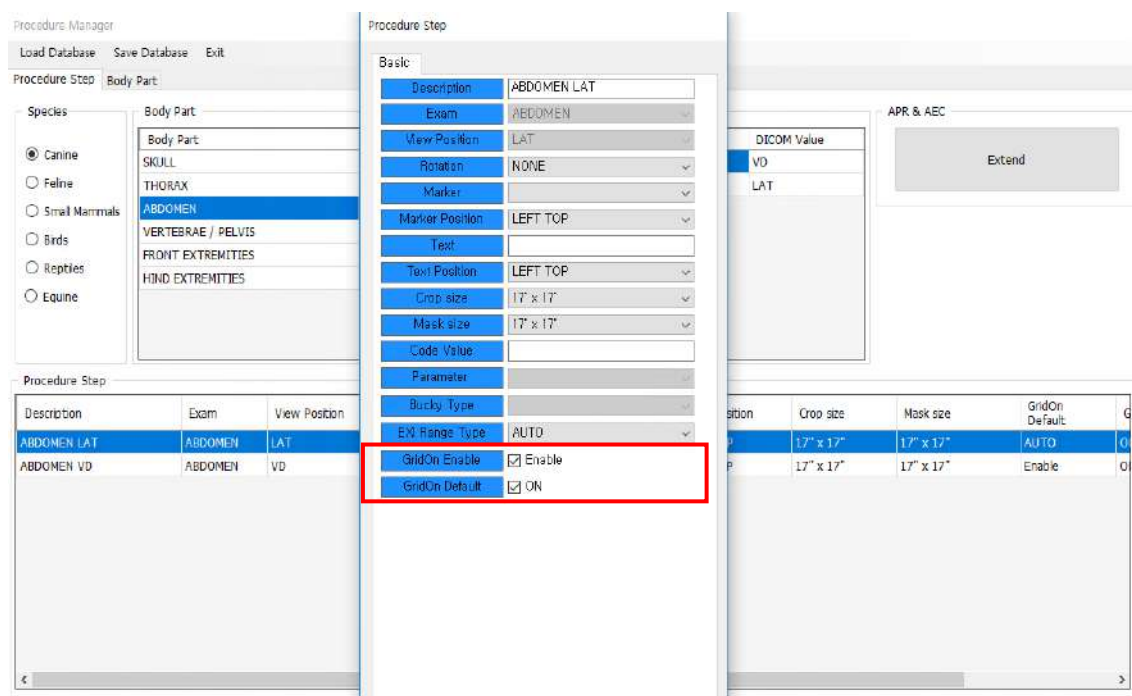 Procedure Manager
Load Database Save Database Exit
Procedure Step Body Part
Species
Canine
Feline
Small Mammals
Birds
Reptiles
Equine
Body Part
Body Part
SKULL
THORAX
ABDOMEN
VERTEBRAE / PELVIS
FRONT EXTREMITIES
HIND EXTREMITIES
DICOM Value
VD
LAT
APR & AEC
Extend
Procedure Step
Basic
Description ABDOMEN LAT
Exam ABDOMEN
View Position LAT
Rotation NONE
Marker
Marker Position LEFT TOP
Text
Text Position LEFT TOP
Crop size 17" x 17"
Mask size 17" x 17"
Code Value
Parameter
Bucky Type
EXI Range Type AUTO
GridOn Enable Enable
GridOn Default ON
Procedure Step
Description Exam View Position Crop size Mask size GridOn Default
ABDOMEN LAT ABDOMEN LAT 17" x 17" 17" x 17" AUTO
ABDOMEN VD ABDOMEN VD 17" x 17" 17" x 17" Enable